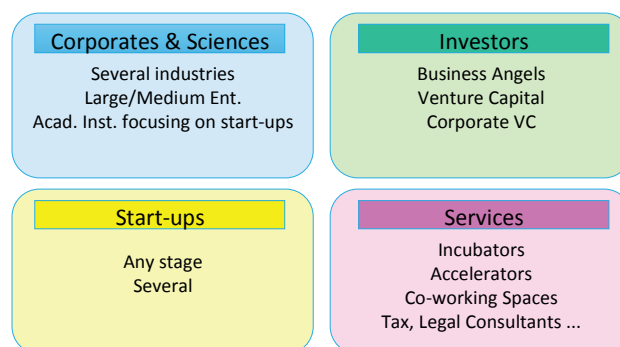 Corporates & Sciences
Several industries
Large/Medium Ent.
Acad. Inst. focusing on start-ups
Investors
Business Angels
Venture Capital
Corporate VC
Start-ups
Any stage
Several
Services
Incubators
Accelerators
Co-working Spaces
Tax, Legal Consultants ...